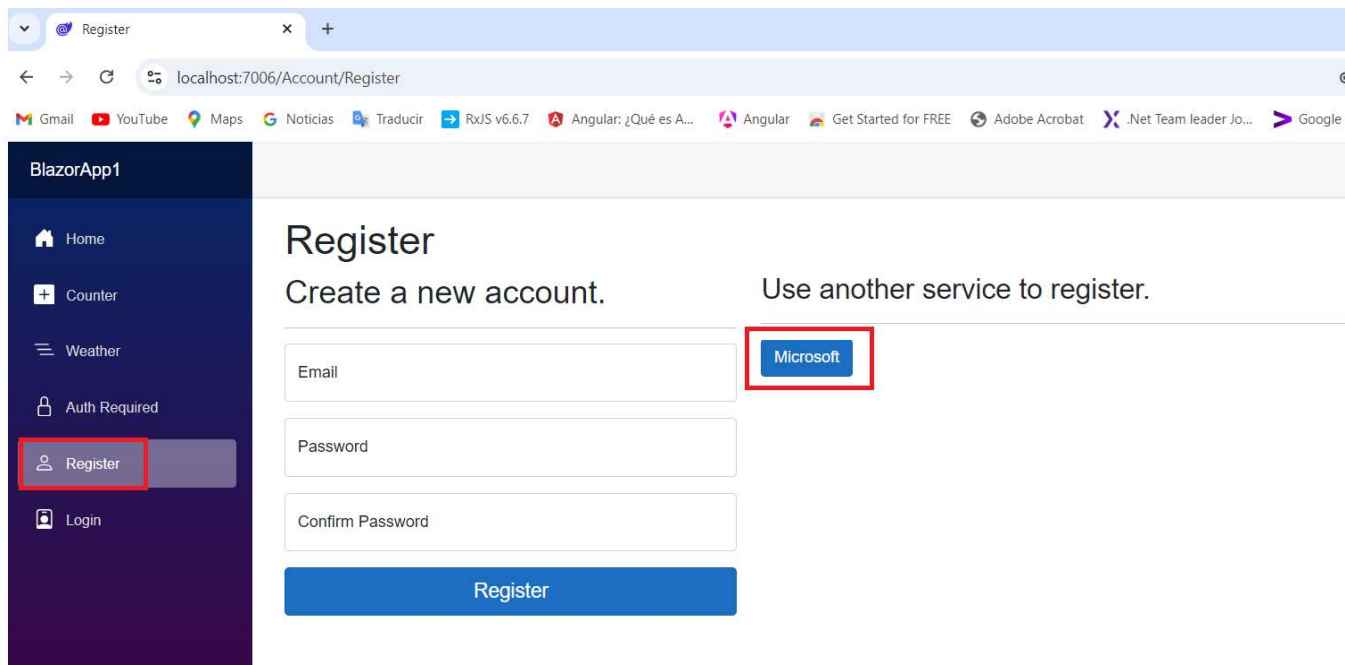 Register
localhost:7006/Account/Register
Gmail YouTube Maps Noticias Traducir RxJS v6.6.7 Angular: ¿Qué es A... Angular Get Started for FREE Adobe Acrobat .Net Team leader Jo... Google
BlazorApp1
Home
Counter
Weather
Auth Required
Register
Login
Register
Create a new account.
Email
Password
Confirm Password
Register
Use another service to register.
Microsoft